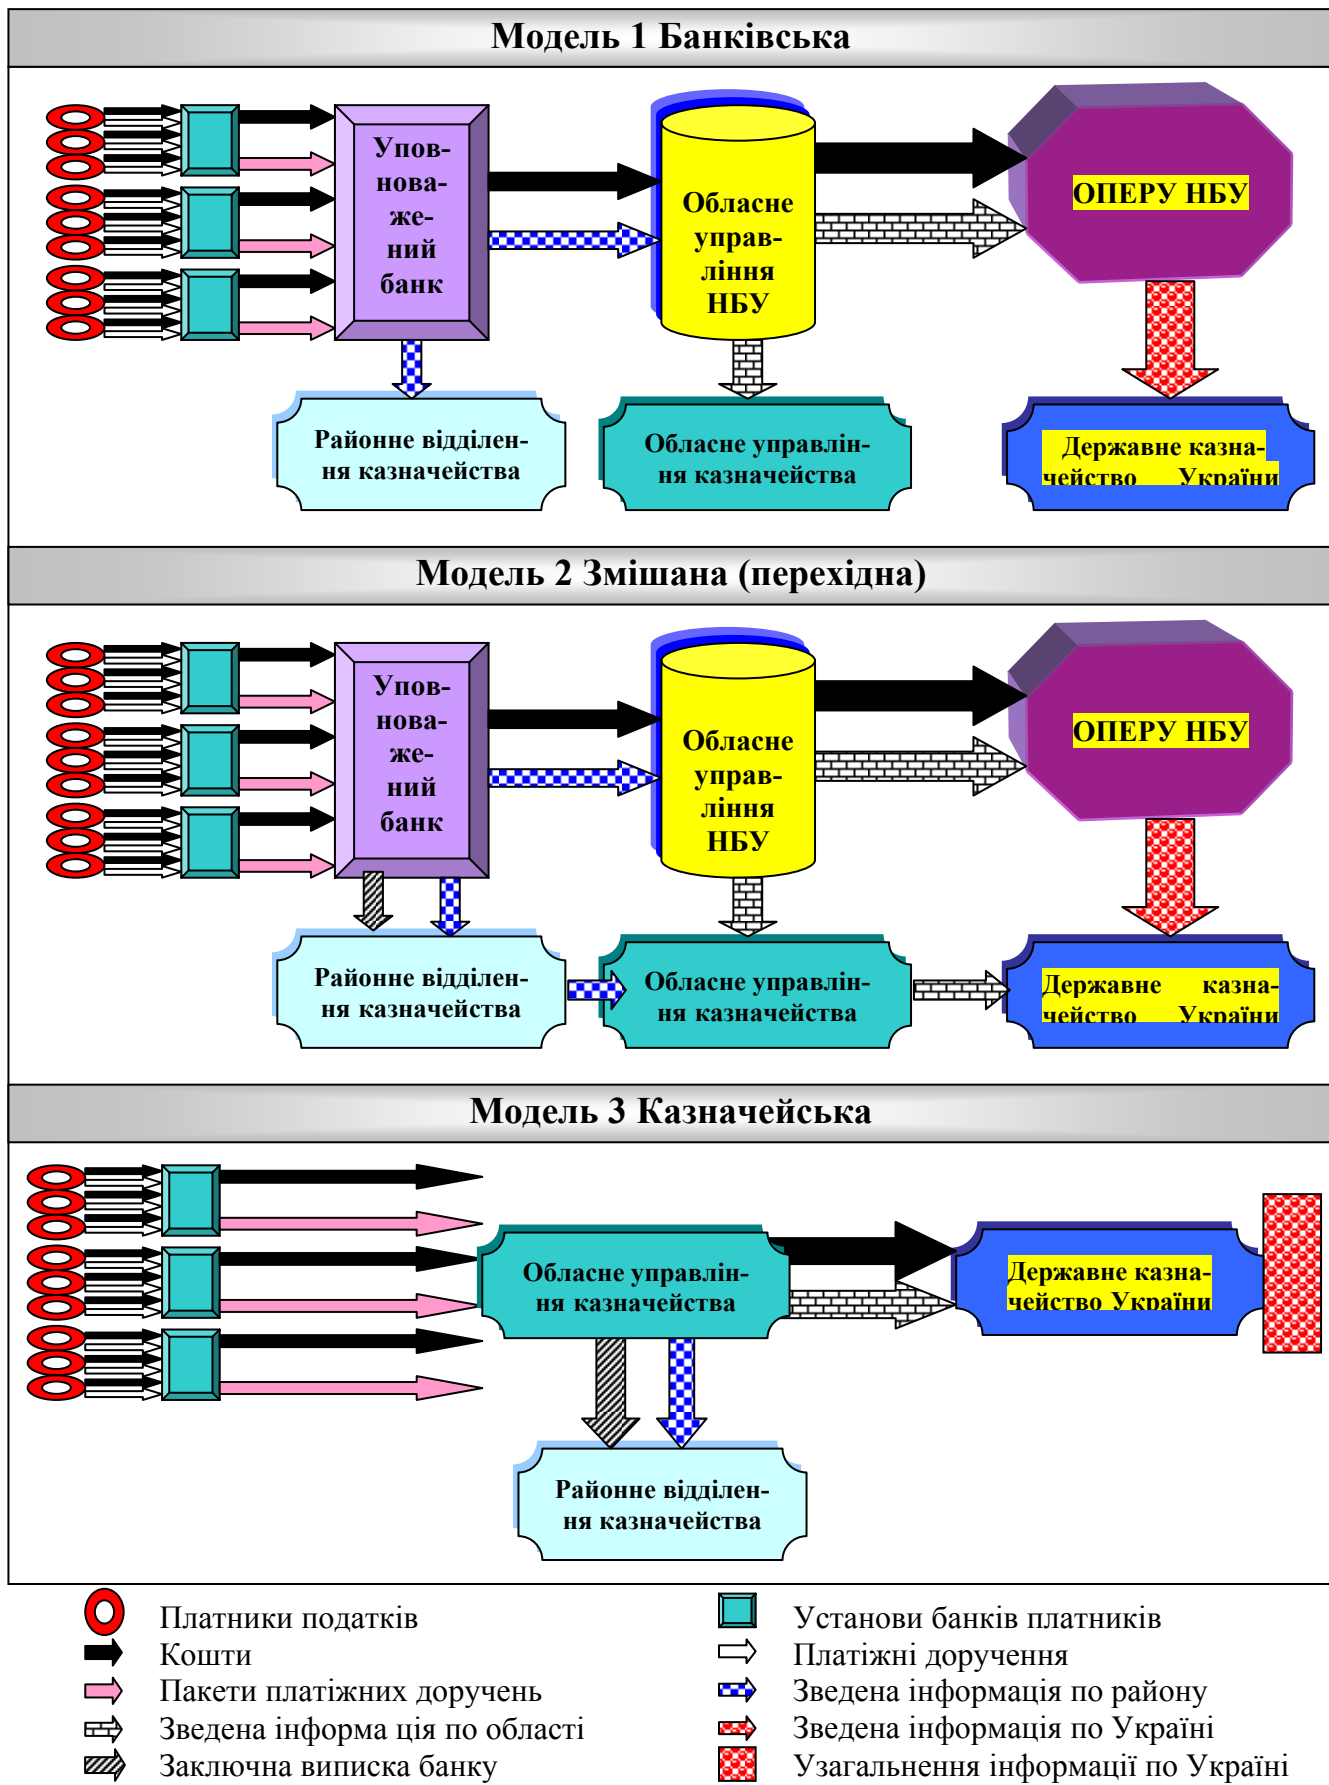 Модель 1 Банківська
Упов-
нова-
же-
ний
банк
Обласне
управ-
ління
НБУ
ОПЕРУ НБУ
Районне відділен-
ня казначейства
Обласне управлін-
ня казначейства
Державне казна-
чейство України
Модель 2 Змішана (перехідна)
Упов-
нова-
же-
ний
банк
Обласне
управ-
ління
НБУ
ОПЕРУ НБУ
Районне відділен-
ня казначейства
Обласне управлін-
ня казначейства
Державне казна-
чейство України
Модель 3 Казначейська
Обласне управлін-
ня казначейства
Державне казна-
чейство України
Районне відділен-
ня казначейства
Платники податків
Установи банків платників
Кошти
Платіжні доручення
Пакети платіжних доручень
Зведена інформація по району
Зведена інформа ція по області
Зведена інформація по Україні
Заключна виписка банку
Узагальнення інформації по Україні